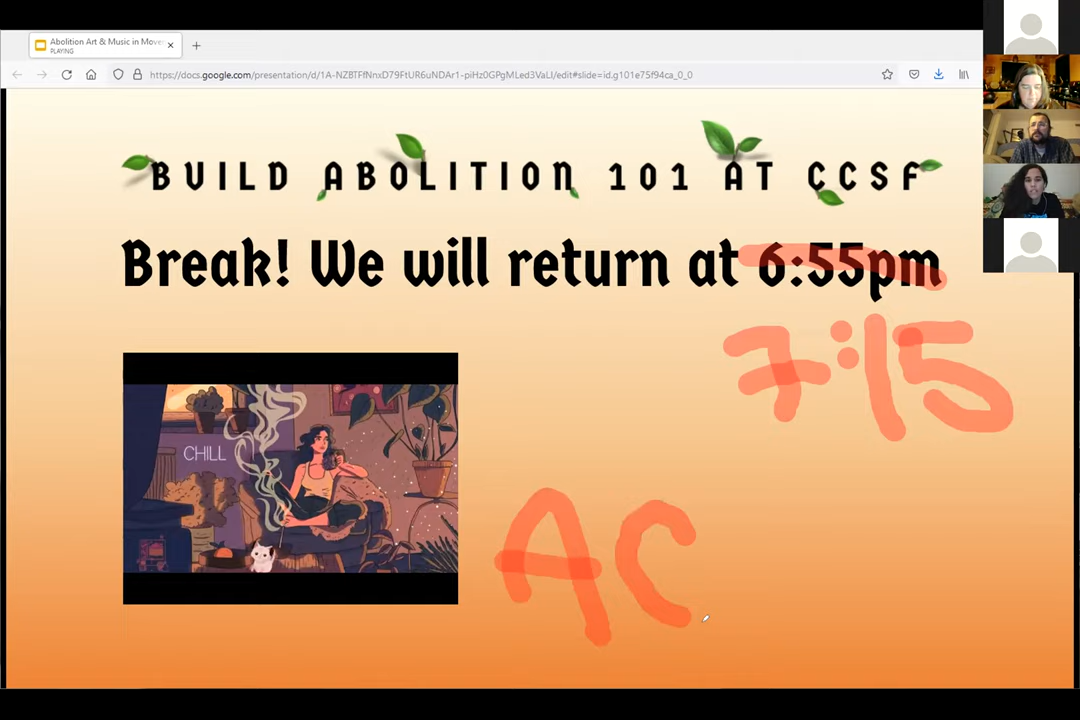 Abolition Art & Music in Move
PLAYING
https://docs.google.com/presentation/d/1A-NZBTFfNnxD79FtUR6uNDAr1-piHz0GPgMLed3VaLI/edit#slide=id.g101e75f94ca_0_0
BUILD ABOLITION 101 AT CCSF
Break! We will return at 6:55pm
7:15
CHILL
AC